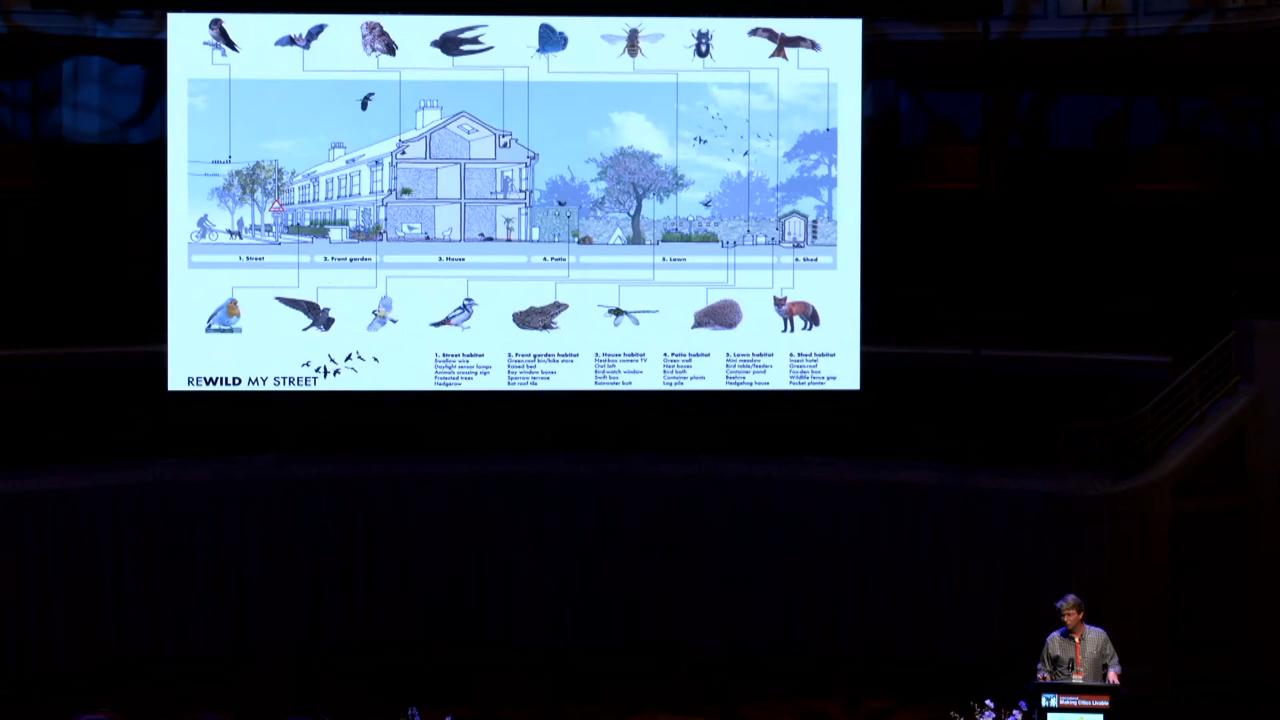 1. Street
2. Front garden
3. House
4. Patio
5. Lawn
6. Shed
REWILD MY STREET
1. Street habitat
Swallow wire
Daylight sensor lamps
Animals crossing sign
Protected trees
Hedgerow
2. Front garden habitat
Green-roof bin/bike store
Raised bed
Bay window boxes
Sparrow terrace
Bat roof tile
3. House habitat
Nest-box camera TV
Owl loft
Bird-watch window
Swift box
Rainwater butt
4. Patio habitat
Green wall
Nest boxes
Bird bath
Container plants
Log pile
5. Lawn habitat
Mini meadow
Bird table/feeders
Container pond
Beehive
Hedgehog house
6. Shed habitat
Insect hotel
Green-roof
Fox-den box
Wildlife fence gap
Pocket planter
Making Cities Livable